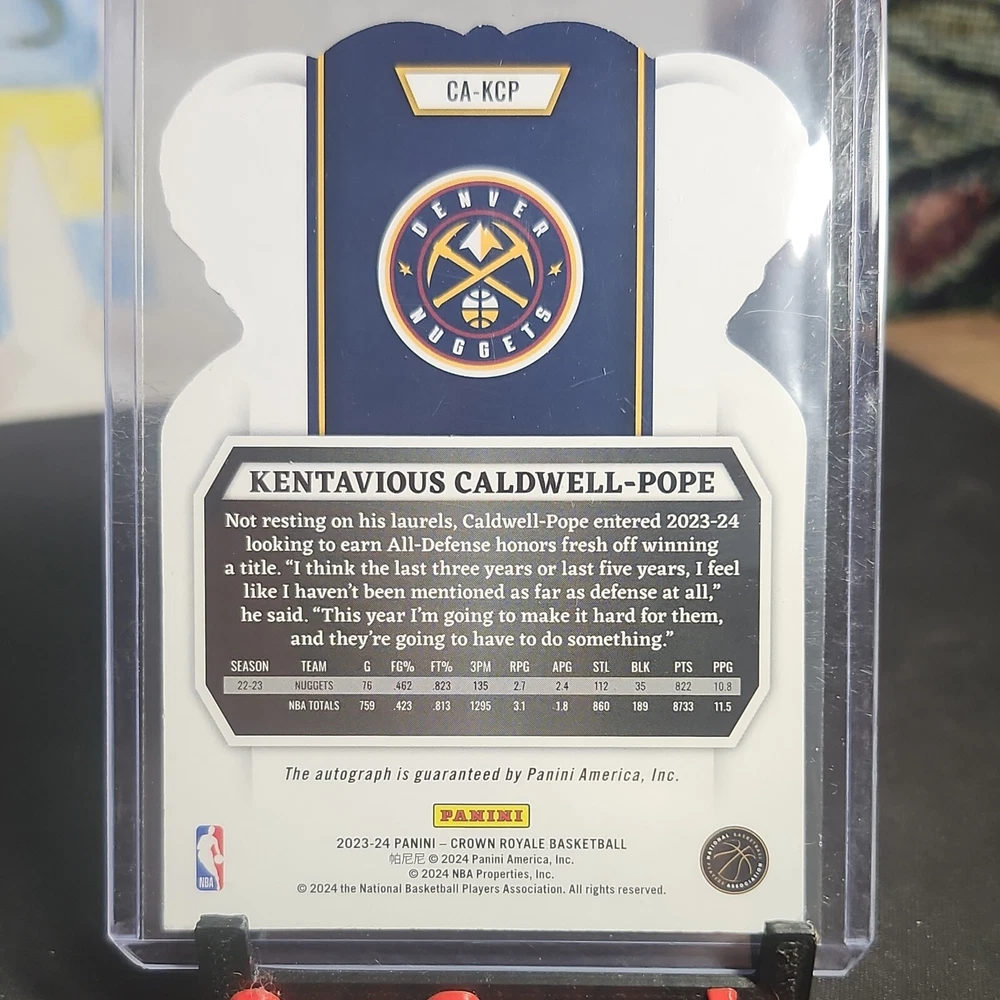 CA-KCP
DENVER
NUGGETS
KENTAVIOUS CALDWELL-POPE
Not resting on his laurels, Caldwell-Pope entered 2023-24
looking to earn All-Defense honors fresh off winning
a title. “I think the last three years or last five years, I feel
like I haven’t been mentioned as far as defense at all,”
he said. “This year I’m going to make it hard for them,
and they’re going to have to do something.”
SEASON TEAM G FG% FT% 3PM RPG APG STL BLK PTS PPG
22-23 NUGGETS 76 .462 .823 135 2.7 2.4 112 35 822 10.8
NBA TOTALS 759 .423 .813 1295 3.1 1.8 860 189 8733 11.5
The autograph is guaranteed by Panini America, Inc.
PANINI
2023-24 PANINI – CROWN ROYALE BASKETBALL
帕尼尼 © 2024 Panini America, Inc.
© 2024 NBA Properties, Inc.
© 2024 the National Basketball Players Association. All rights reserved.
NBA
NATIONAL BASKETBALL
PLAYERS ASSOCIATION